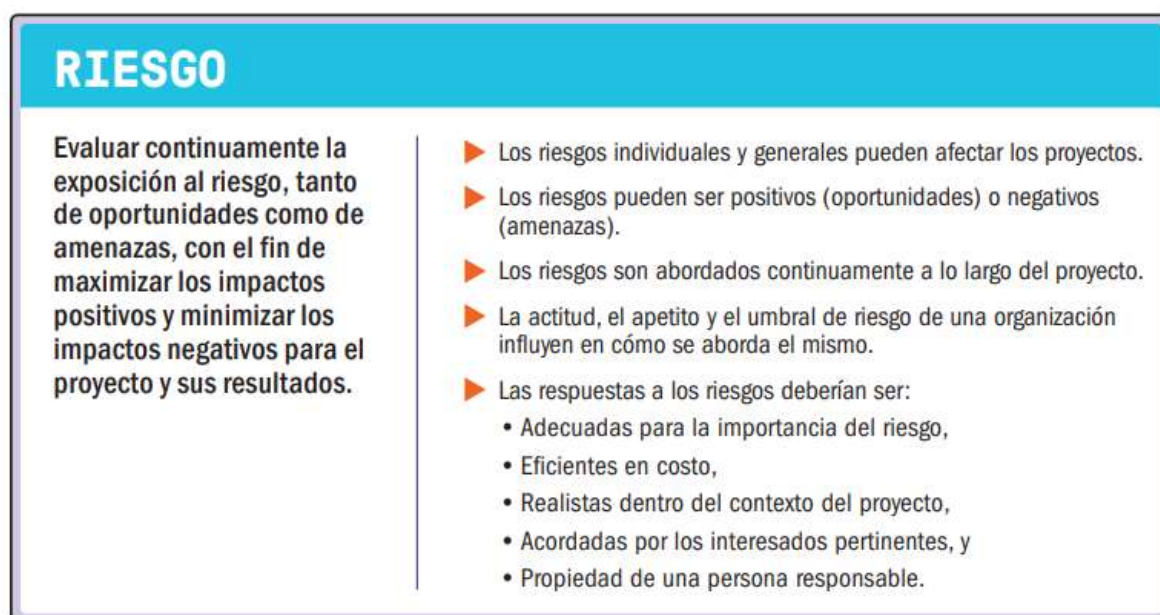 RIESGO
Evaluar continuamente la
exposición al riesgo, tanto
de oportunidades como de
amenazas, con el fin de
maximizar los impactos
positivos y minimizar los
impactos negativos para el
proyecto y sus resultados.
▶ Los riesgos individuales y generales pueden afectar los proyectos.
▶ Los riesgos pueden ser positivos (oportunidades) o negativos
(amenazas).
▶ Los riesgos son abordados continuamente a lo largo del proyecto.
▶ La actitud, el apetito y el umbral de riesgo de una organización
influyen en cómo se aborda el mismo.
▶ Las respuestas a los riesgos deberían ser:
• Adecuadas para la importancia del riesgo,
• Eficientes en costo,
• Realistas dentro del contexto del proyecto,
• Acordadas por los interesados pertinentes, y
• Propiedad de una persona responsable.